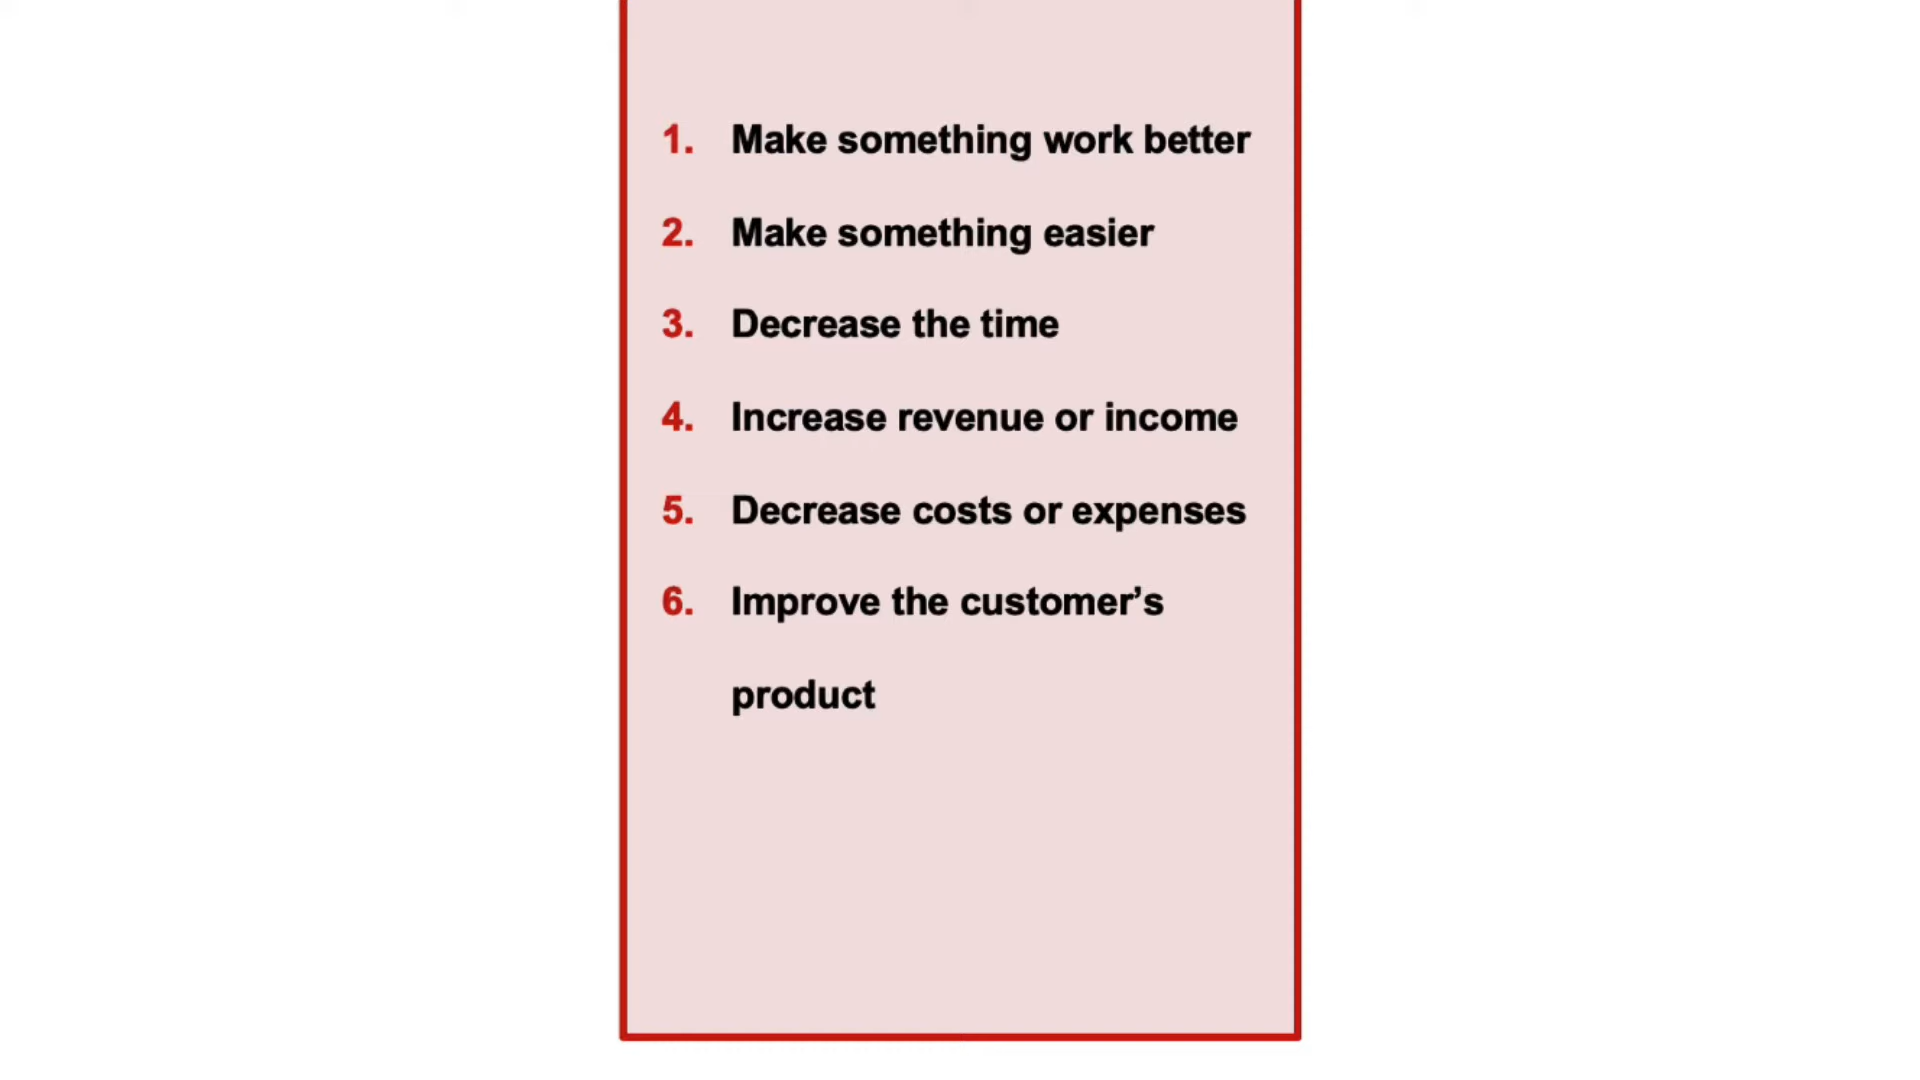 1. Make something work better
2. Make something easier
3. Decrease the time
4. Increase revenue or income
5. Decrease costs or expenses
6. Improve the customer’s
product